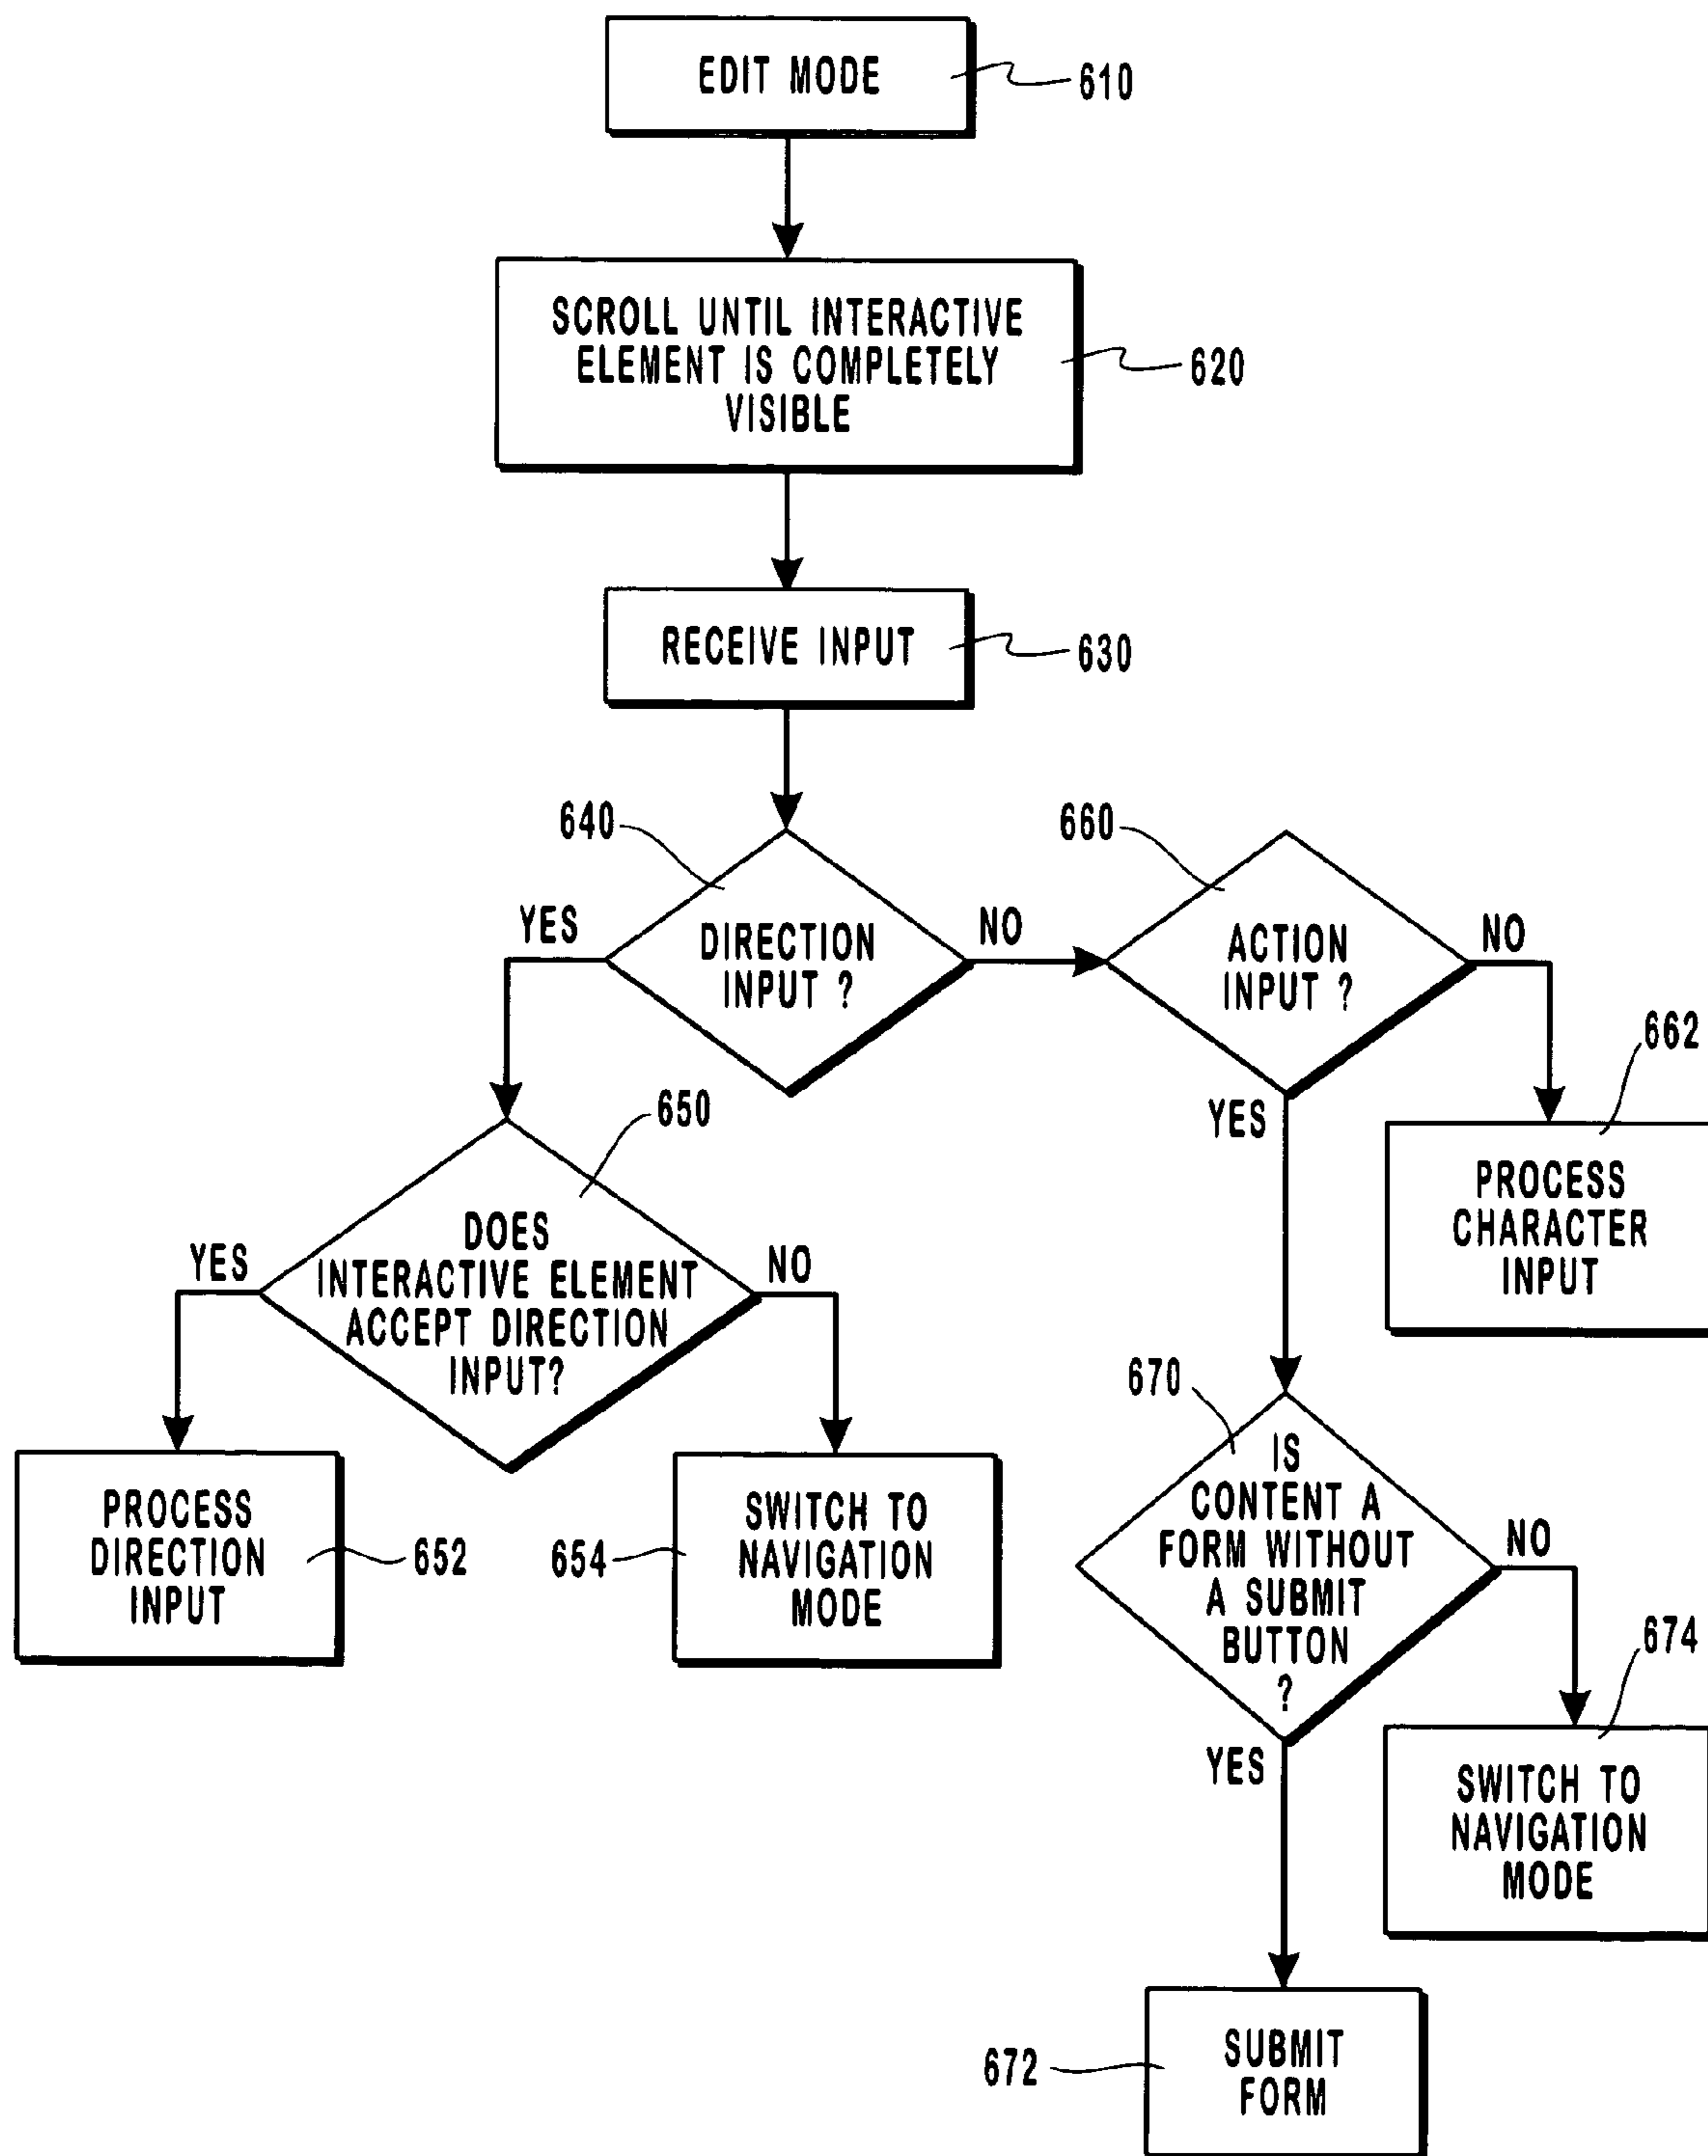 EDIT MODE
610
SCROLL UNTIL INTERACTIVE
ELEMENT IS COMPLETELY
VISIBLE
620
RECEIVE INPUT
630
640
660
YES
DIRECTION
INPUT ?
NO
ACTION
INPUT ?
NO
662
650
YES
PROCESS
CHARACTER
INPUT
YES
DOES
INTERACTIVE ELEMENT
ACCEPT DIRECTION
INPUT?
NO
670
PROCESS
DIRECTION
INPUT
652
654
SWITCH TO
NAVIGATION
MODE
IS
CONTENT A
FORM WITHOUT
A SUBMIT
BUTTON
?
NO
674
YES
SWITCH TO
NAVIGATION
MODE
672
SUBMIT
FORM